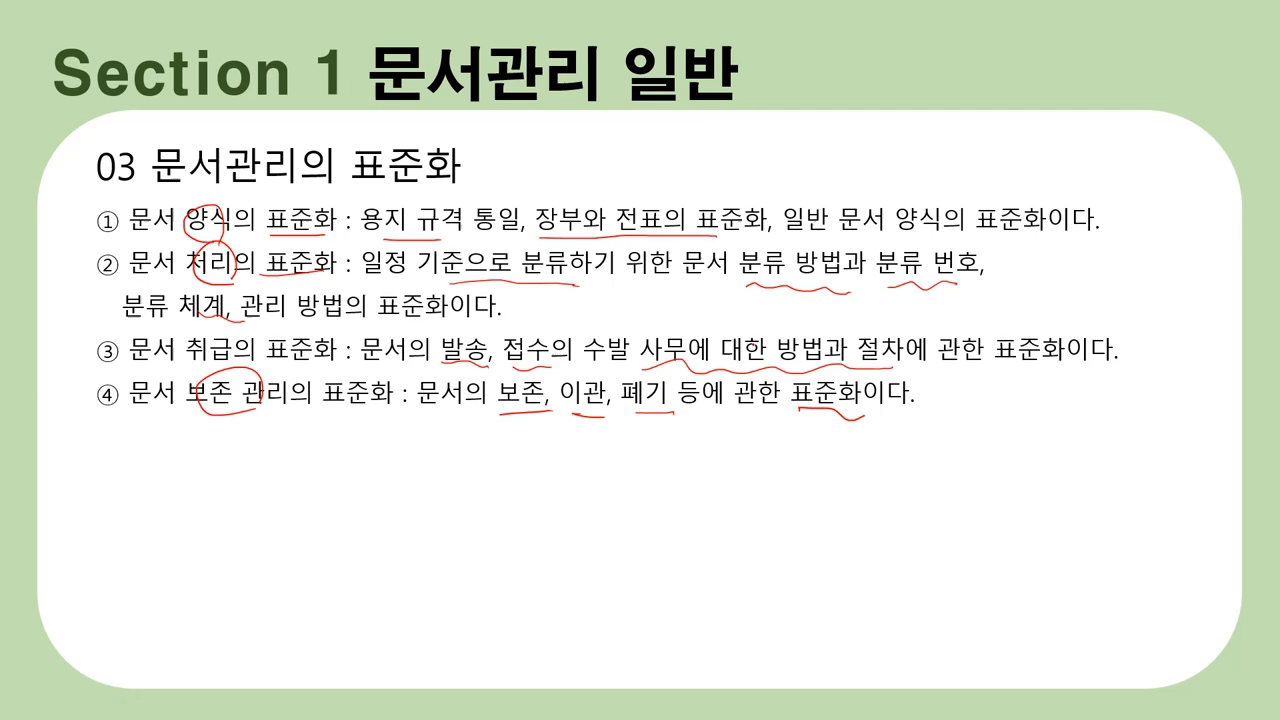 Section 1 문서관리 일반
03 문서관리의 표준화
① 문서 양식의 표준화 : 용지 규격 통일, 장부와 전표의 표준화, 일반 문서 양식의 표준화이다.
② 문서 처리의 표준화 : 일정 기준으로 분류하기 위한 문서 분류 방법과 분류 번호,
분류 체계, 관리 방법의 표준화이다.
③ 문서 취급의 표준화 : 문서의 발송, 접수의 수발 사무에 대한 방법과 절차에 관한 표준화이다.
④ 문서 보존 관리의 표준화 : 문서의 보존, 이관, 폐기 등에 관한 표준화이다.